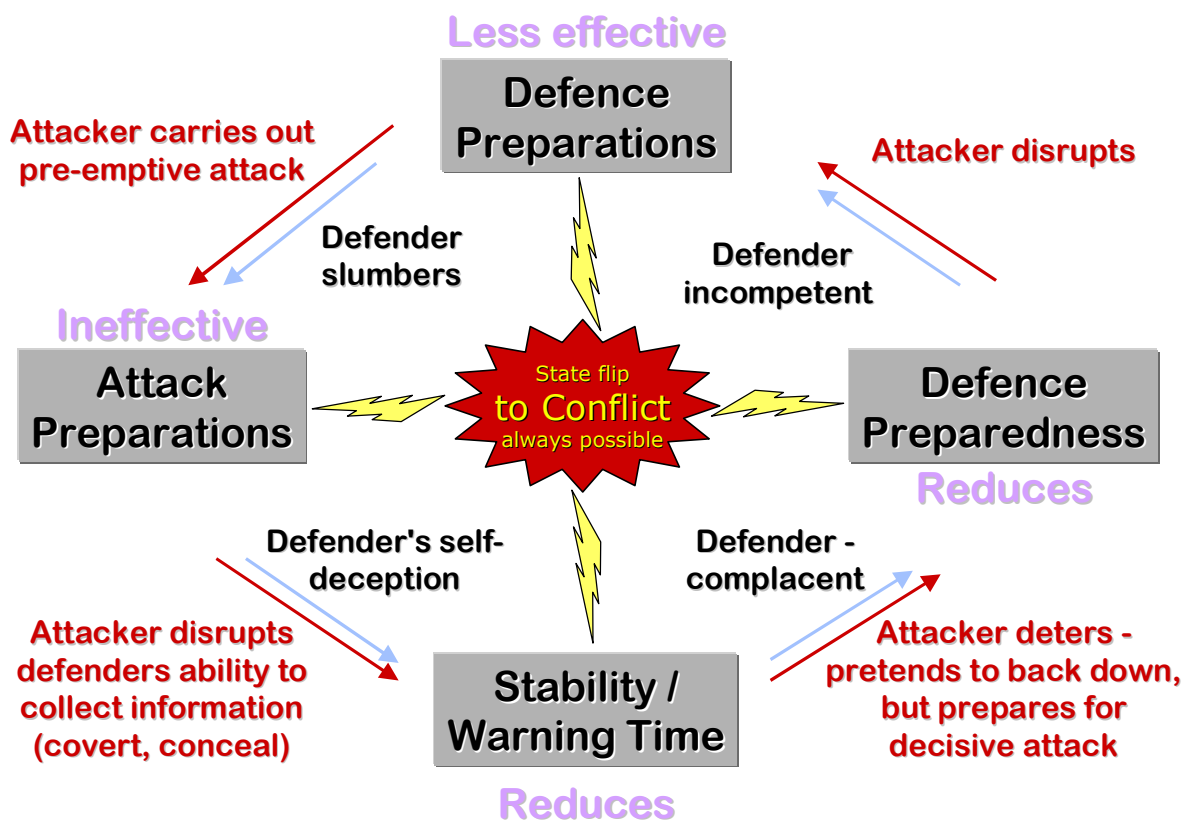 Less effective
Defence
Preparations
Attacker carries out
pre-emptive attack
Attacker disrupts
Defender
slumbers
Defender
incompetent
Ineffective
Attack
Preparations
State flip
to Conflict
always possible
Defence
Preparedness
Reduces
Defender's self-
deception
Defender -
complacent
Attacker disrupts
defenders ability to
collect information
(covert, conceal)
Stability /
Warning Time
Attacker deters -
pretends to back down,
but prepares for
decisive attack
Reduces